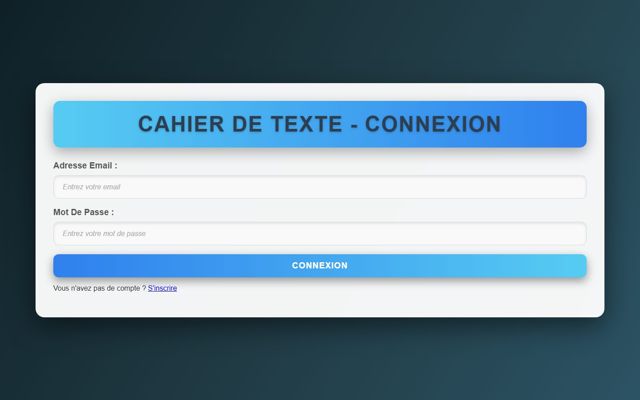 CAHIER DE TEXTE - CONNEXION
Adresse Email :
Entrez votre email
Mot De Passe :
Entrez votre mot de passe
CONNEXION
Vous n'avez pas de compte ? S'inscrire